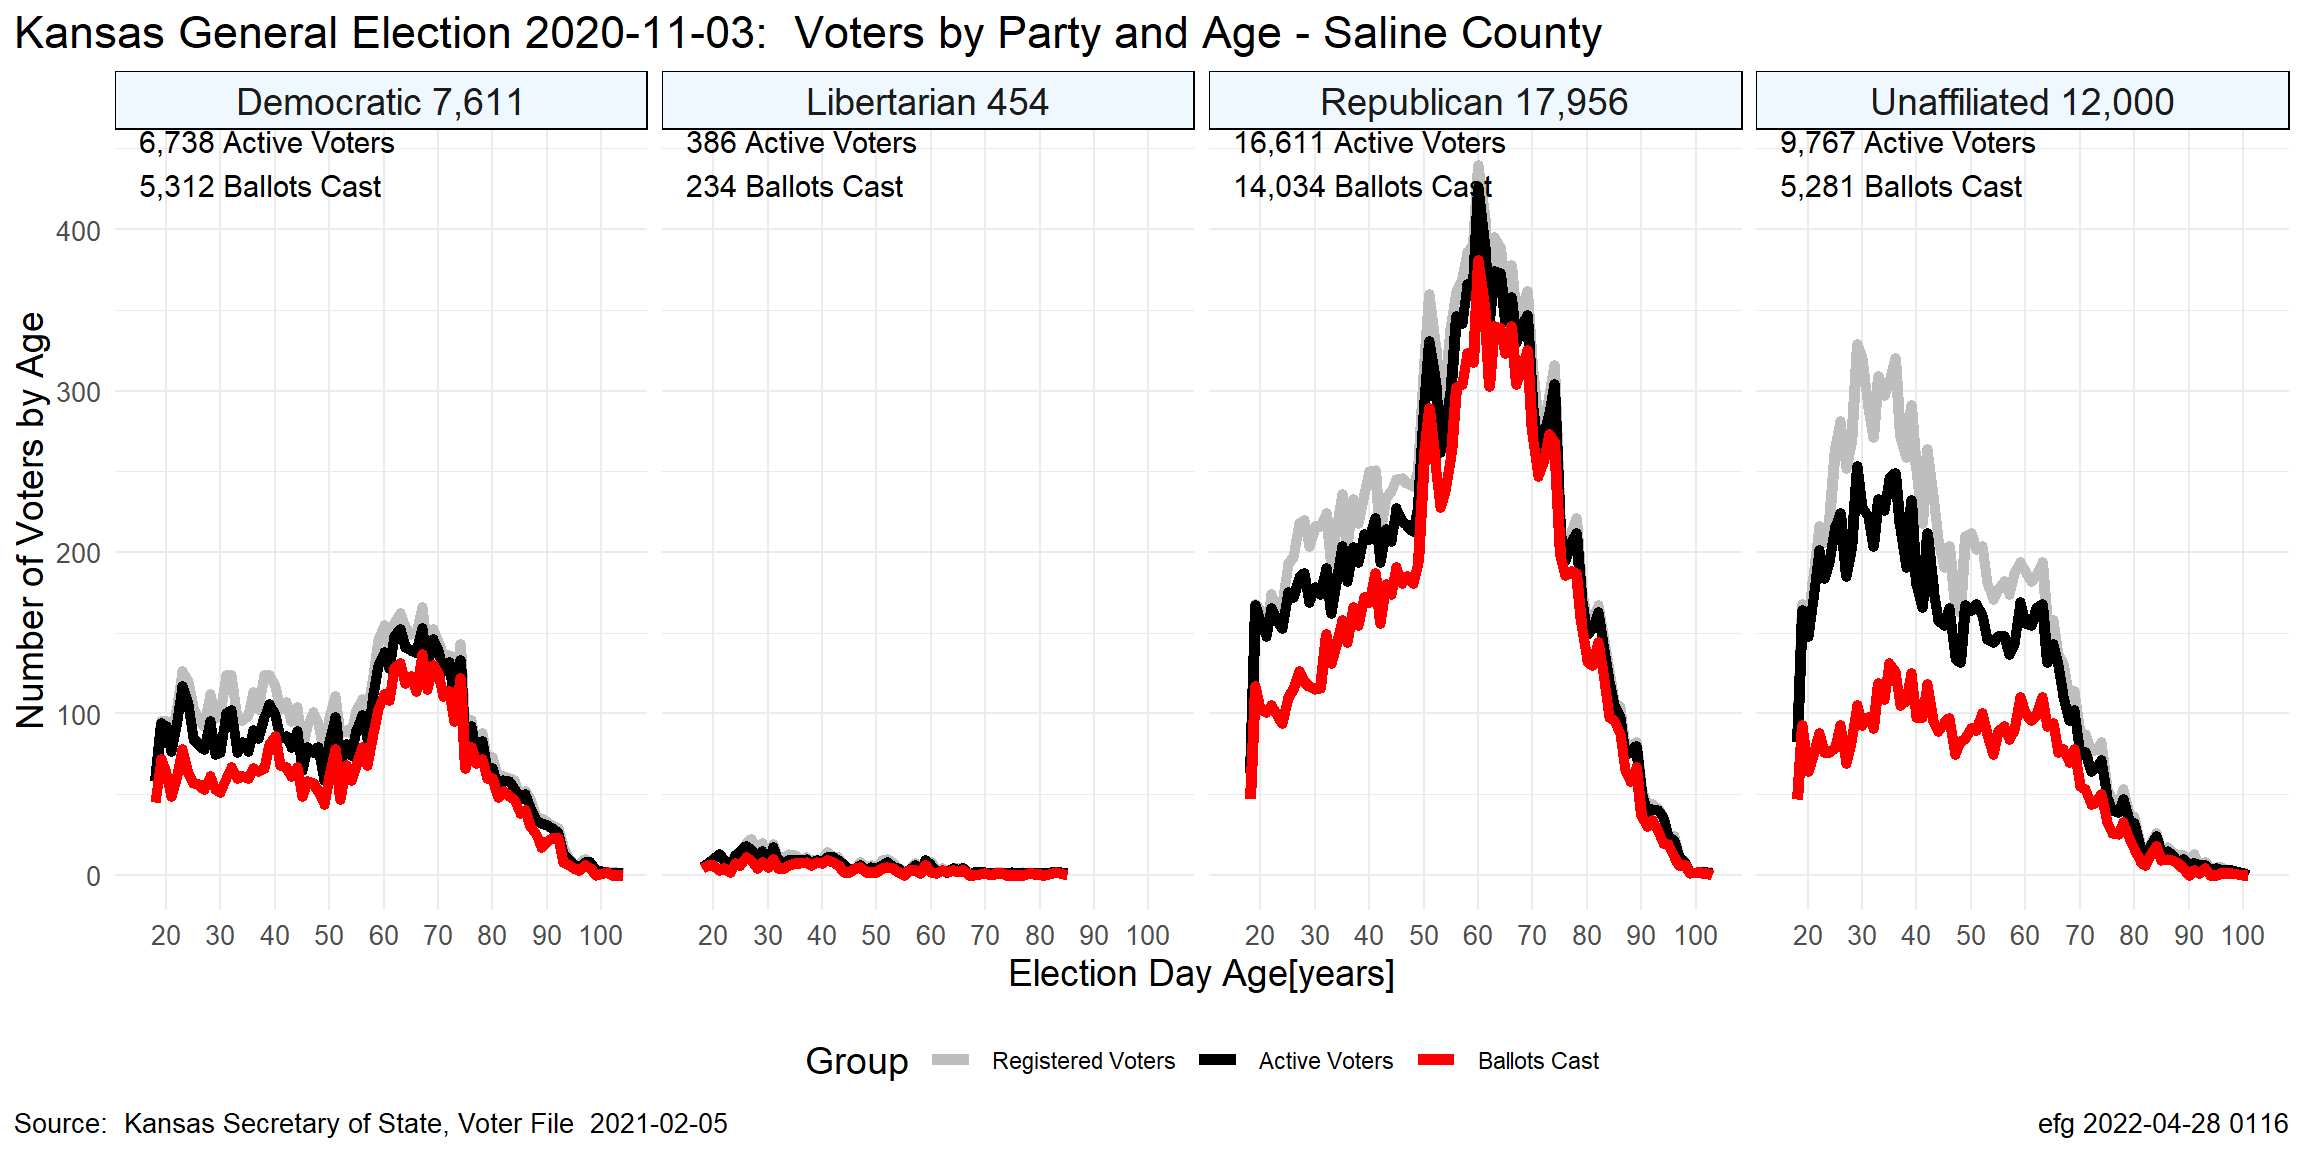 Kansas General Election 2020-11-03:  Voters by Party and Age - Saline County
Democratic 7,611
Libertarian 454
Republican 17,956
Unaffiliated 12,000
6,738 Active Voters
5,312 Ballots Cast
386 Active Voters
234 Ballots Cast
16,611 Active Voters
14,034 Ballots Cast
9,767 Active Voters
5,281 Ballots Cast
Number of Voters by Age
400
300
200
100
0
20 30 40 50 60 70 80 90 100
20 30 40 50 60 70 80 90 100
20 30 40 50 60 70 80 90 100
20 30 40 50 60 70 80 90 100
Election Day Age[years]
Group Registered Voters Active Voters Ballots Cast
Source:  Kansas Secretary of State, Voter File  2021-02-05
efg 2022-04-28 0116